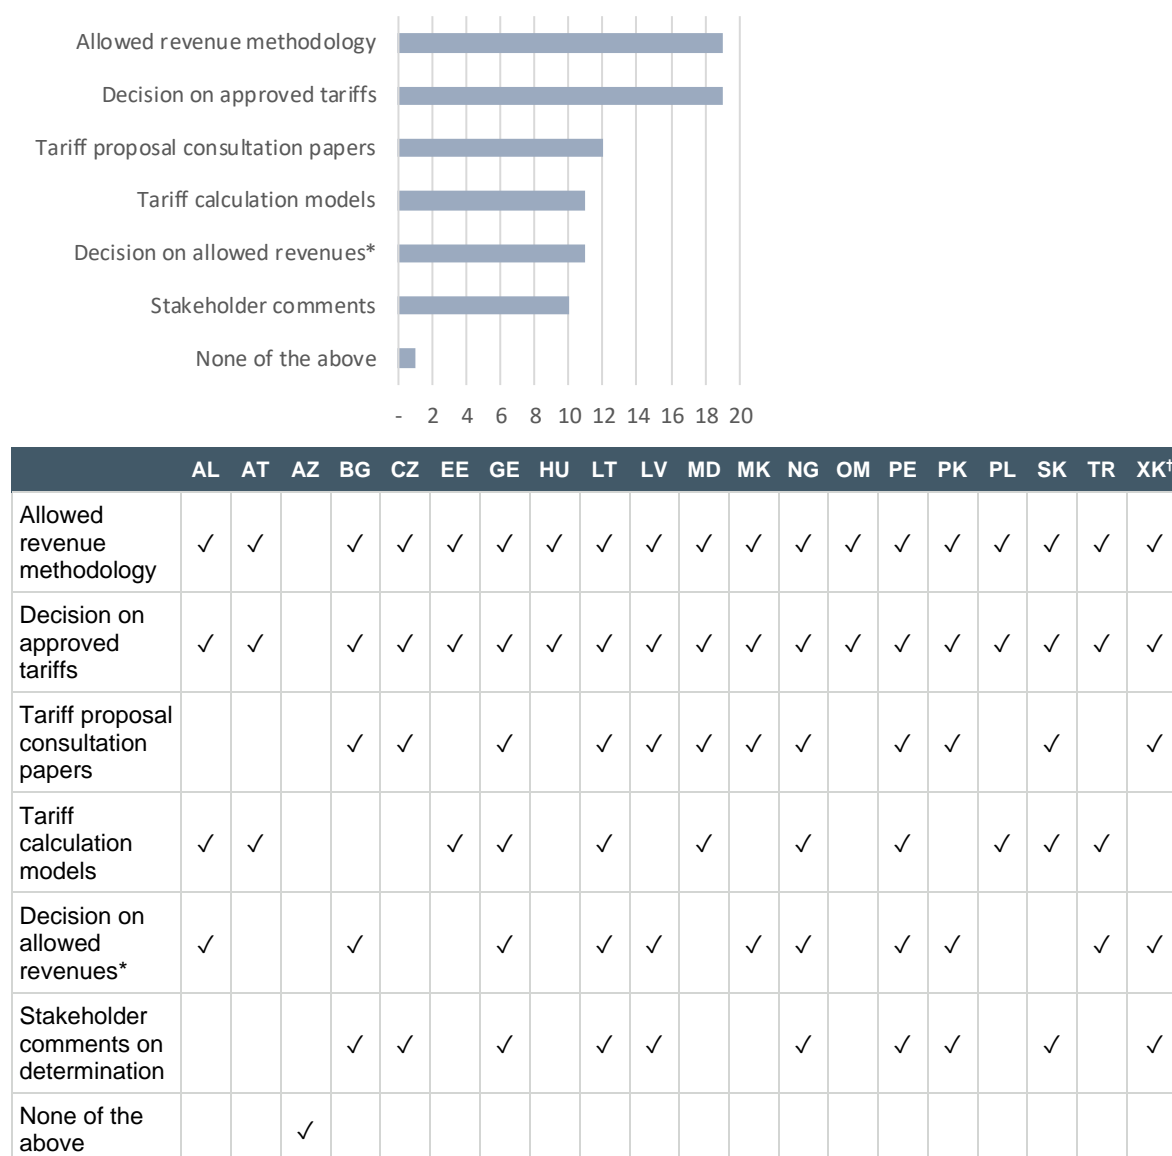 Allowed revenue methodology
Decision on approved tariffs
Tariff proposal consultation papers
Tariff calculation models
Decision on allowed revenues*
Stakeholder comments
None of the above
- 2 4 6 8 10 12 14 16 18 20
AL AT AZ BG CZ EE GE HU LT LV MD MK NG OM PE PK PL SK TR XK†
Allowed
revenue
methodology
✓ ✓ ✓ ✓ ✓ ✓ ✓ ✓ ✓ ✓ ✓ ✓ ✓ ✓ ✓ ✓ ✓ ✓ ✓
Decision on
approved
tariffs
✓ ✓ ✓ ✓ ✓ ✓ ✓ ✓ ✓ ✓ ✓ ✓ ✓ ✓ ✓ ✓ ✓ ✓ ✓
Tariff proposal
consultation
papers
✓ ✓ ✓ ✓ ✓ ✓ ✓ ✓ ✓ ✓ ✓ ✓
Tariff
calculation
models
✓ ✓ ✓ ✓ ✓ ✓ ✓ ✓ ✓ ✓ ✓
Decision on
allowed
revenues*
✓ ✓ ✓ ✓ ✓ ✓ ✓ ✓ ✓ ✓ ✓
Stakeholder
comments on
determination
✓ ✓ ✓ ✓ ✓ ✓ ✓ ✓ ✓ ✓
None of the
above
✓